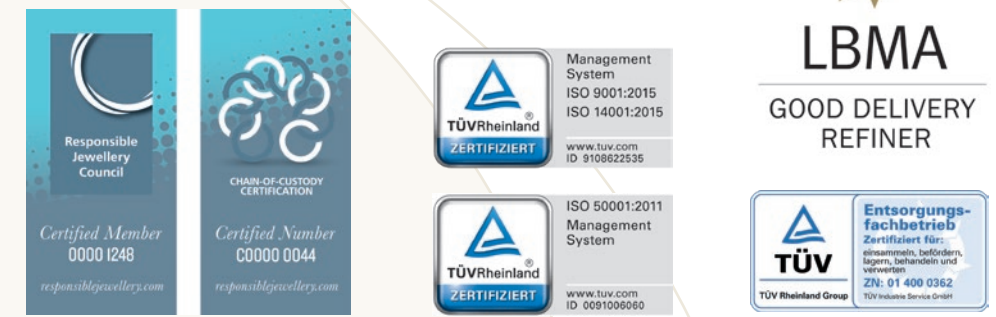 Responsible
Jewellery
Council
Certified Member
0000 1248
responsiblejewellery.com
CHAIN-OF-CUSTODY
CERTIFICATION
Certified Number
C0000 0044
responsiblejewellery.com
TÜVRheinland®
ZERTIFIZIERT
Management
System
ISO 9001:2015
ISO 14001:2015
www.tuv.com
ID 9108622535
TÜVRheinland®
ZERTIFIZIERT
ISO 50001:2011
Management
System
www.tuv.com
ID 0091006060
LBMA
GOOD DELIVERY
REFINER
TÜV
TÜV Rheinland Group
Entsorgungs-
fachbetrieb
Zertifiziert für:
einsammeln, befördern,
lagern, behandeln und
verwerten
ZN: 01 400 0362
TÜV Industrie Service GmbH